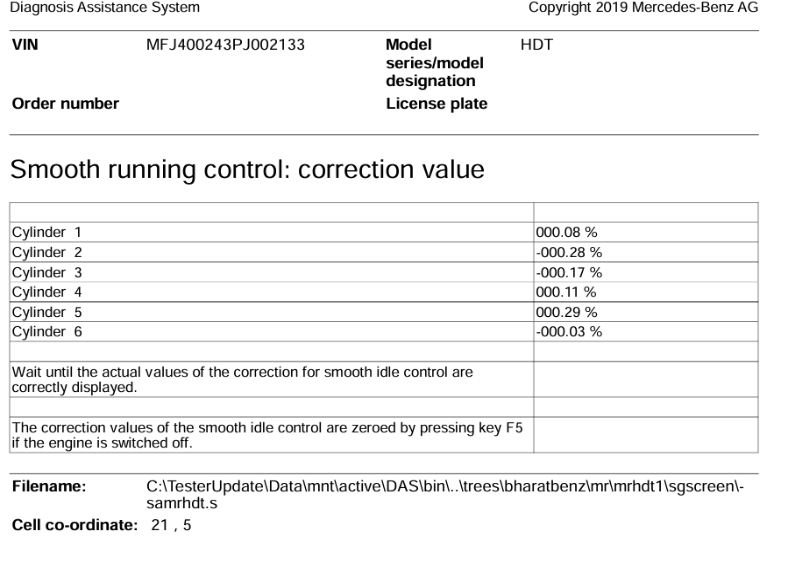 Diagnosis Assistance System Copyright 2019 Mercedes-Benz AG
VIN MFJ400243PJ002133 Model series/model designation HDT
Order number License plate
Smooth running control: correction value
Cylinder 1 000.08 %
Cylinder 2 -000.28 %
Cylinder 3 -000.17 %
Cylinder 4 000.11 %
Cylinder 5 000.29 %
Cylinder 6 -000.03 %
Wait until the actual values of the correction for smooth idle control are
correctly displayed.
The correction values of the smooth idle control are zeroed by pressing key F5
if the engine is switched off.
Filename: C:\TesterUpdate\Data\mnt\active\DAS\bin\..\trees\bharatbenz\mr\mrhdt1\sgscreen\-
samrhdt.s
Cell co-ordinate: 21 , 5